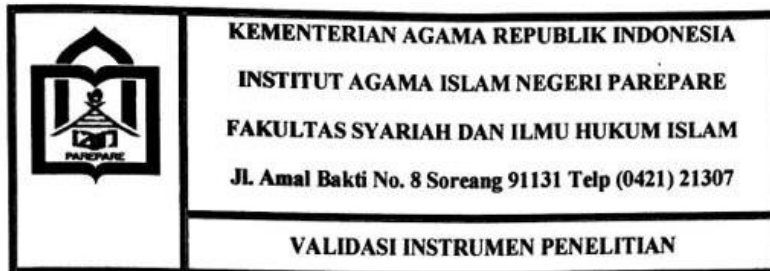 KEMENTERIAN AGAMA REPUBLIK INDONESIA
INSTITUT AGAMA ISLAM NEGERI PAREPARE
FAKULTAS SYARIAH DAN ILMU HUKUM ISLAM
PAREPARE
Jl. Amal Bakti No. 8 Soreang 91131 Telp (0421) 21307
VALIDASI INSTRUMEN PENELITIAN